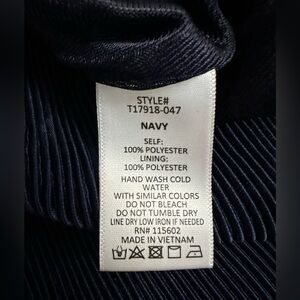 STYLE#
T17918-047
NAVY
SELF:
100% POLYESTER
LINING:
100% POLYESTER
HAND WASH COLD
WATER
WITH SIMILAR COLORS
DO NOT BLEACH
DO NOT TUMBLE DRY
LINE DRY LOW IRON IF NEEDED
RN# 115602
MADE IN VIETNAM